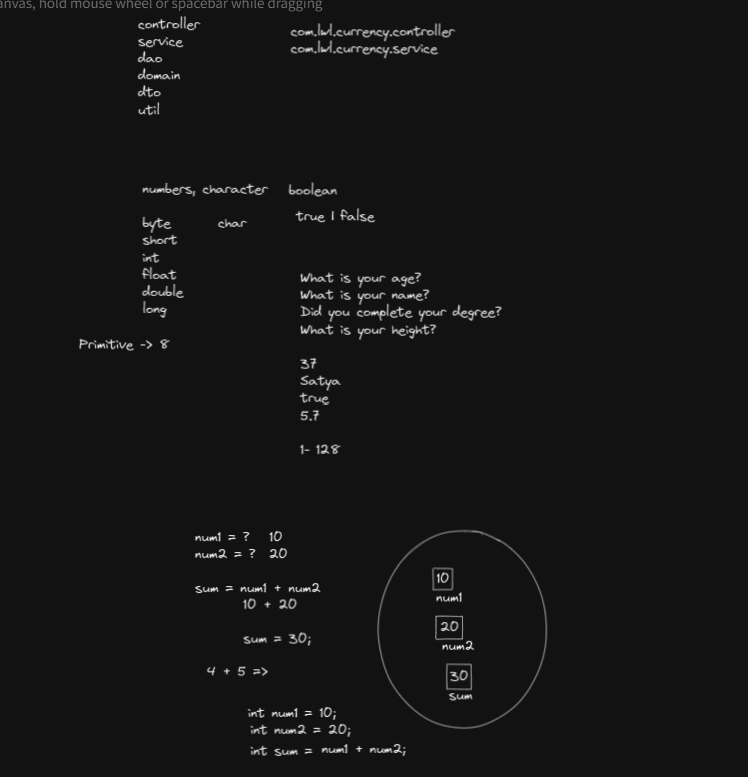 anvas, hold mouse wheel or spacebar while dragging
controller
service
dao
domain
dto
util
com.lwl.currency.controller
com.lwl.currency.service
numbers, character
boolean
byte
short
int
float
double
long
char
true | false
Primitive -> 8
What is your age?
What is your name?
Did you complete your degree?
What is your height?
37
Satya
true
5.7
1- 128
num1 = ? 10
num2 = ? 20
sum = num1 + num2
10 + 20
sum = 30;
4 + 5 =>
int num1 = 10;
int num2 = 20;
int sum = num1 + num2;
10
num1
20
num2
30
sum